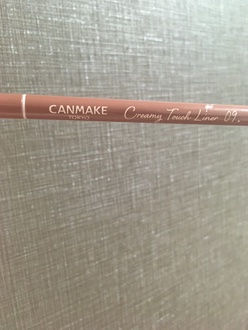 CANMAKE
TOKYO
Creamy Touch Liner 09.